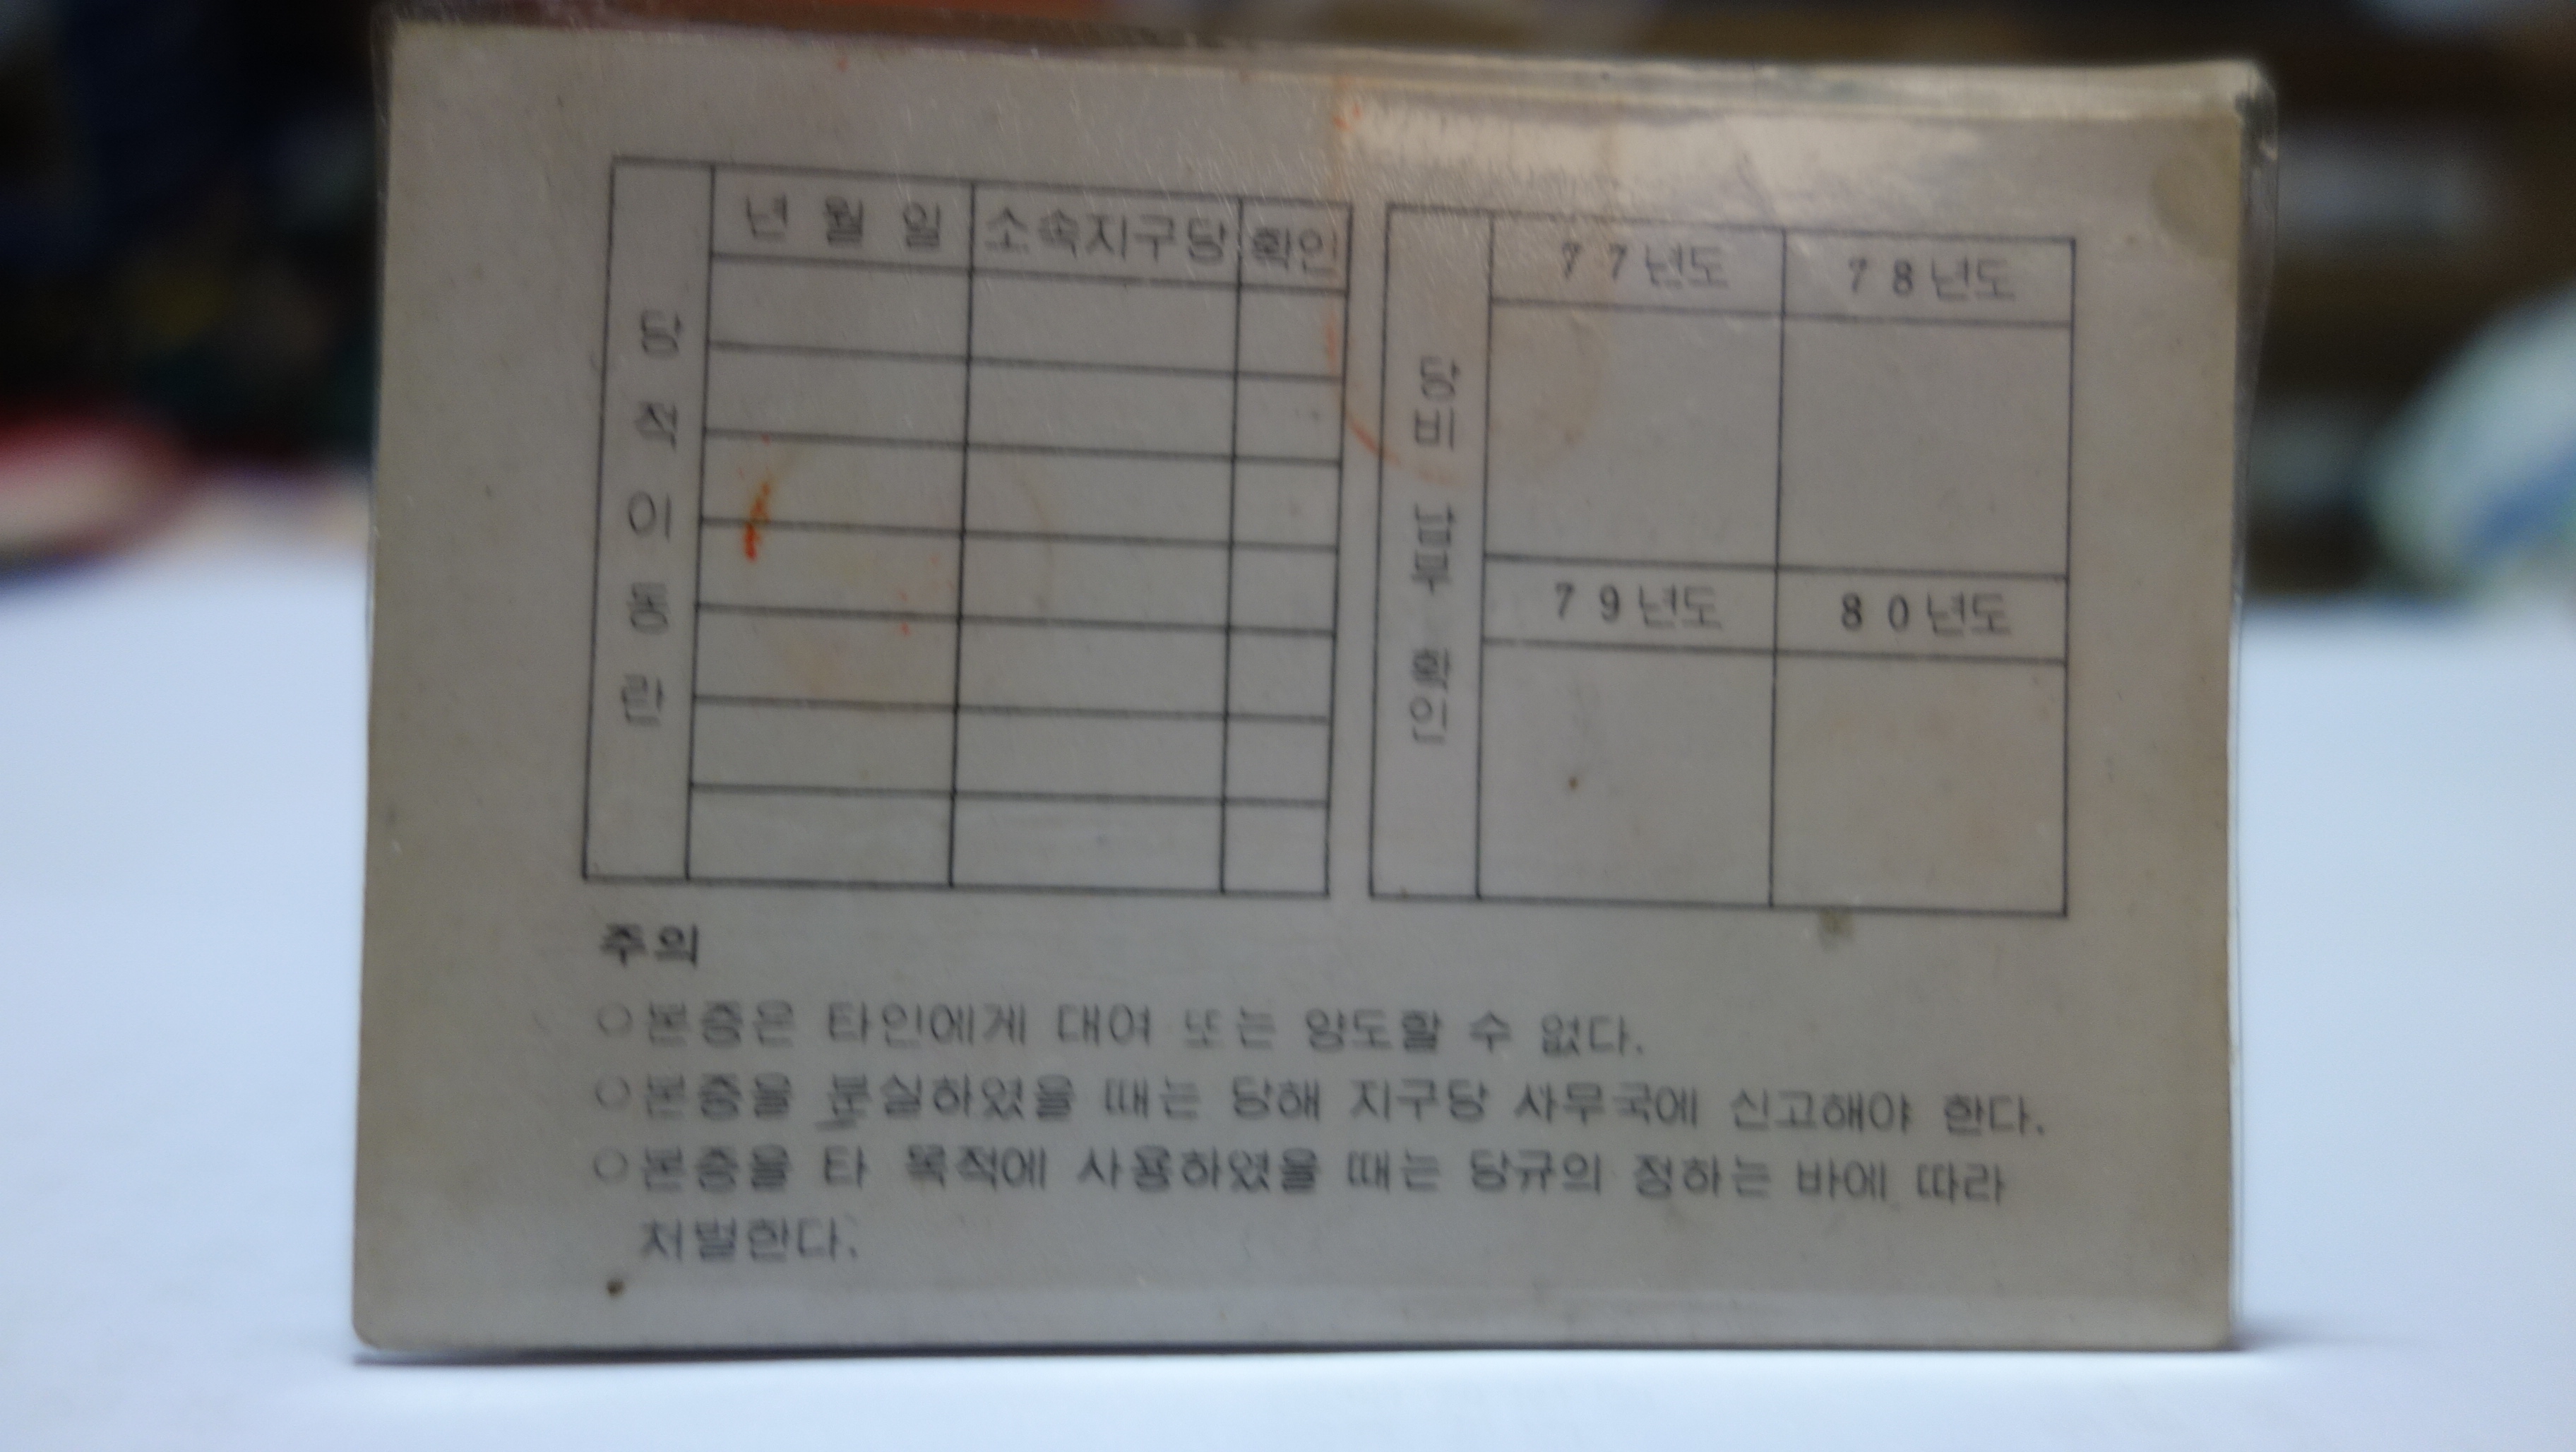 당적이동란
년 월 일 소속지구당 확인
당비 납부 확인
77년도 78년도
79년도 80년도
주의
○본증은 타인에게 대여 또는 양도할 수 없다.
○본증을 분실하였을 때는 당해 지구당 사무국에 신고해야 한다.
○본증을 타 목적에 사용하였을 때는 당규의 정하는 바에 따라
처벌한다.